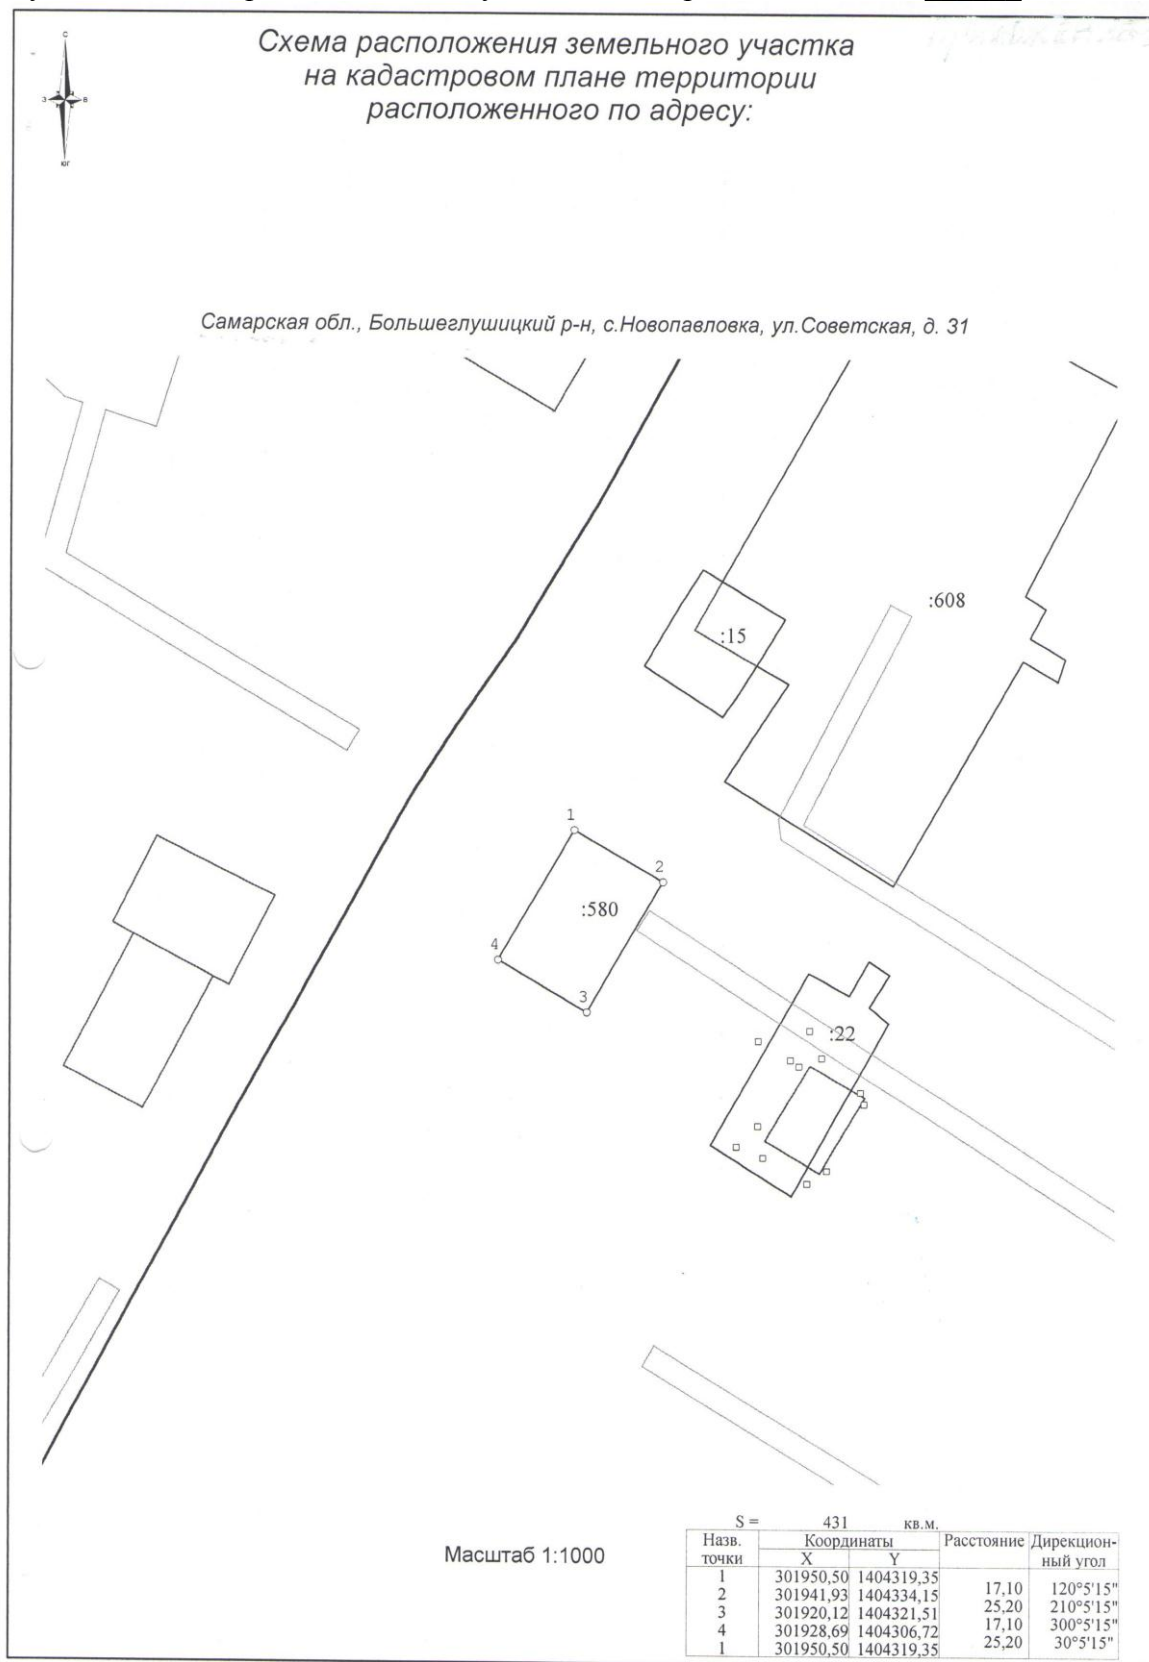 С
З
В
ЮГ
Схема расположения земельного участка
на кадастровом плане территории
расположенного по адресу:
Самарская обл., Большеглушицкий р-н, с.Новопавловка, ул.Советская, д. 31
:608
:15
1
2
:580
4
3
:22
S = 431 кв.м.
Масштаб 1:1000
Назв. точки Координаты X Y Расстояние Дирекцион-ный угол
1 301950,50 1404319,35
17,10 120°5'15"
2 301941,93 1404334,15
25,20 210°5'15"
3 301920,12 1404321,51
17,10 300°5'15"
4 301928,69 1404306,72
25,20 30°5'15"
1 301950,50 1404319,35